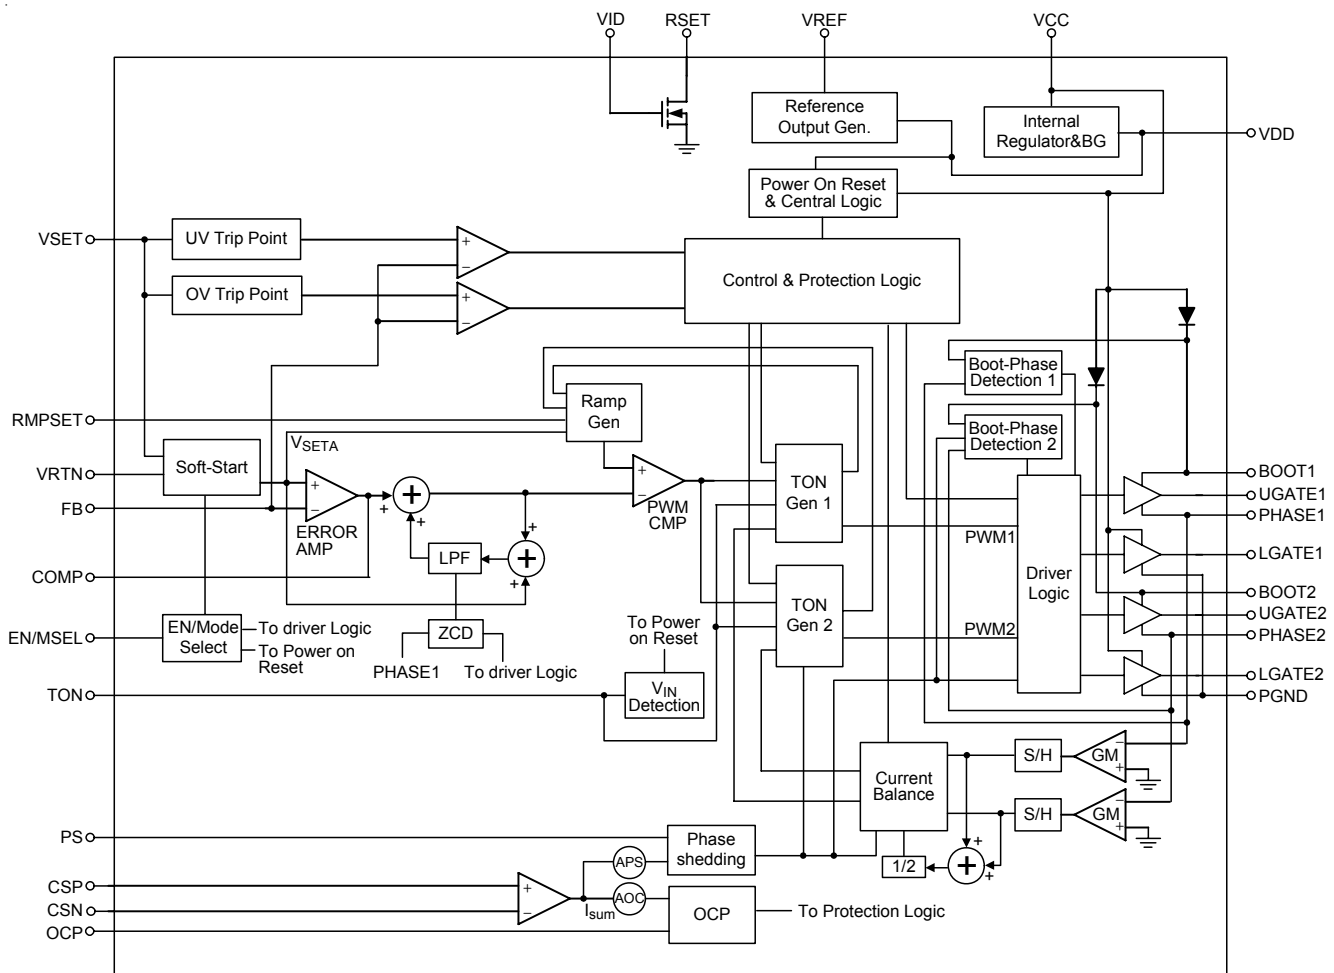 VID RSET VREF VCC
Reference
Output Gen.
Internal
Regulator&BG
VDD
Power On Reset
& Central Logic
VSET
UV Trip Point
+
−
OV Trip Point
+
−
Control & Protection Logic
Boot-Phase
Detection 1
Boot-Phase
Detection 2
RMPSET
Ramp
Gen
VSETA
VRTN
Soft-Start
FB
+
−
ERROR
AMP
+
+
+
+
−
PWM
CMP
TON
Gen 1
PWM1
BOOT1
UGATE1
PHASE1
LGATE1
COMP
LPF
+
+
+
TON
Gen 2
PWM2
Driver
Logic
BOOT2
UGATE2
PHASE2
LGATE2
PGND
EN/MSEL
EN/Mode
Select
To driver Logic
To Power on
Reset
ZCD
PHASE1
To driver Logic
To Power
on Reset
TON
VIN
Detection
Current
Balance
S/H
GM
−
+
S/H
GM
−
+
PS
Phase
shedding
1/2
+
+
+
APS
CSP
CSN
+
−
Isum
AOC
OCP
OCP
To Protection Logic